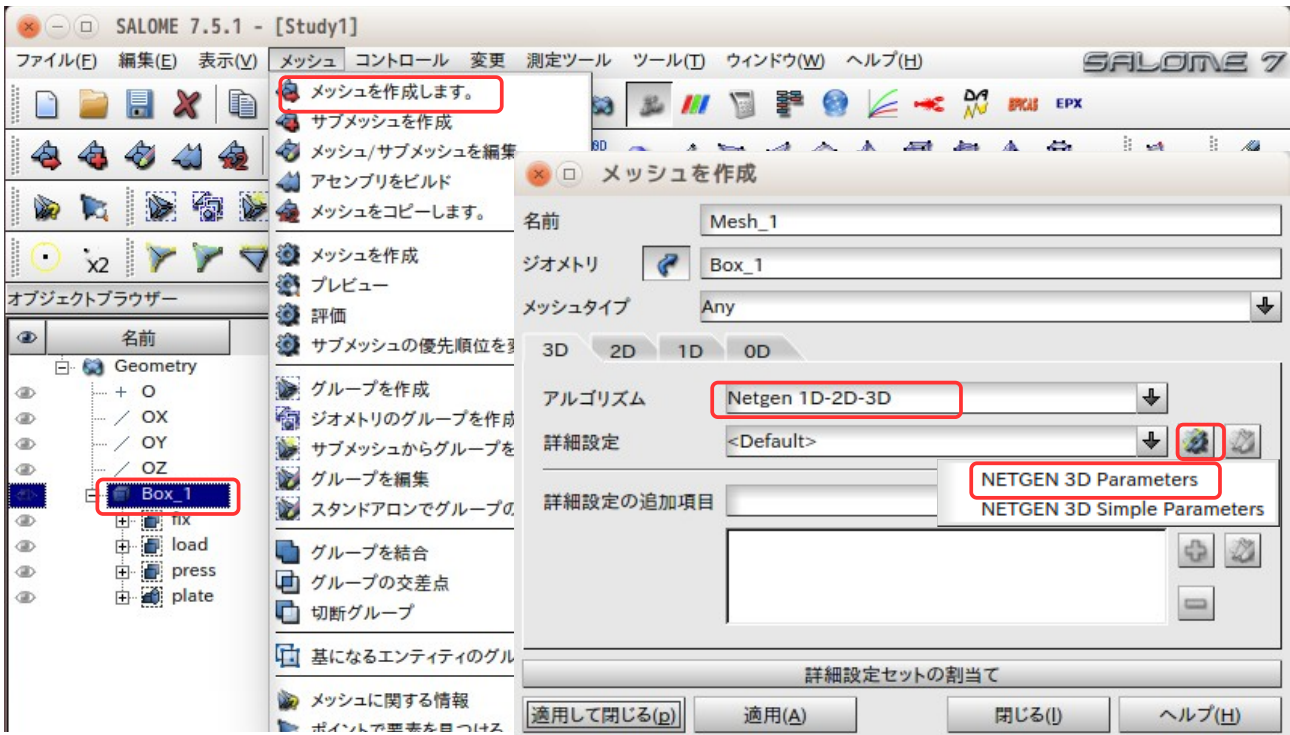 SALOME 7.5.1 - [Study1]
ファイル(F) 編集(E) 表示(V) メッシュ コントロール 変更 測定ツール ツール(T) ウィンドウ(W) ヘルプ(H) SALOME 7
メッシュを作成します。
EPX
サブメッシュを作成
メッシュ/サブメッシュを編集
アセンブリをビルド
メッシュをコピーします。
x2
メッシュを作成
プレビュー
評価
サブメッシュの優先順位を変
グループを作成
ジオメトリのグループを作成
サブメッシュからグループを
グループを編集
スタンドアロンでグループの
グループを結合
グループの交差点
切断グループ
基になるエンティティのグル
メッシュに関する情報
ポイントで要素を見つける
オブジェクトブラウザー
名前
Geometry
O
OX
OY
OZ
Box_1
fix
load
press
plate
メッシュを作成
名前 Mesh_1
ジオメトリ Box_1
メッシュタイプ Any
3D 2D 1D 0D
アルゴリズム Netgen 1D-2D-3D
詳細設定 <Default>
NETGEN 3D Parameters
NETGEN 3D Simple Parameters
詳細設定の追加項目
詳細設定セットの割当て
適用して閉じる(p) 適用(A) 閉じる(l) ヘルプ(H)